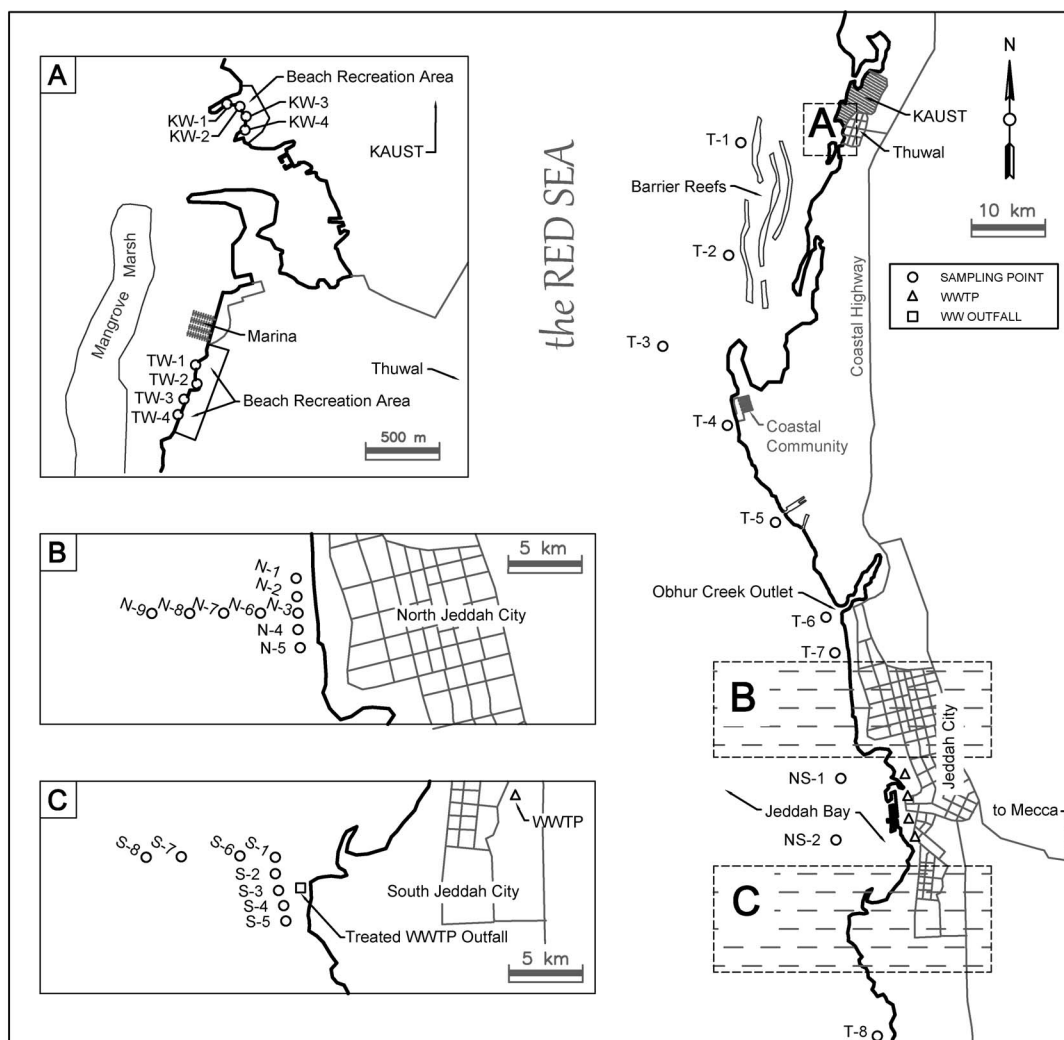 A
Beach Recreation Area
KW-1
KW-2
KW-3
KW-4
KAUST
Mangrove Marsh
Marina
TW-1
TW-2
TW-3
TW-4
Thuwal
Beach Recreation Area
500 m
B
5 km
N-1
N-2
N-9
N-8
N-7
N-6
N-3
N-4
N-5
North Jeddah City
C
WWTP
S-8
S-7
S-6
S-1
S-2
S-3
S-4
S-5
South Jeddah City
Treated WWTP Outfall
5 km
the RED SEA
N
A
KAUST
Thuwal
T-1
Barrier Reefs
10 km
T-2
Coastal Highway
SAMPLING POINT
WWTP
WW OUTFALL
T-3
T-4
Coastal
Community
T-5
Obhur Creek Outlet
T-6
T-7
B
Jeddah City
NS-1
Jeddah Bay
to Mecca
NS-2
C
T-8